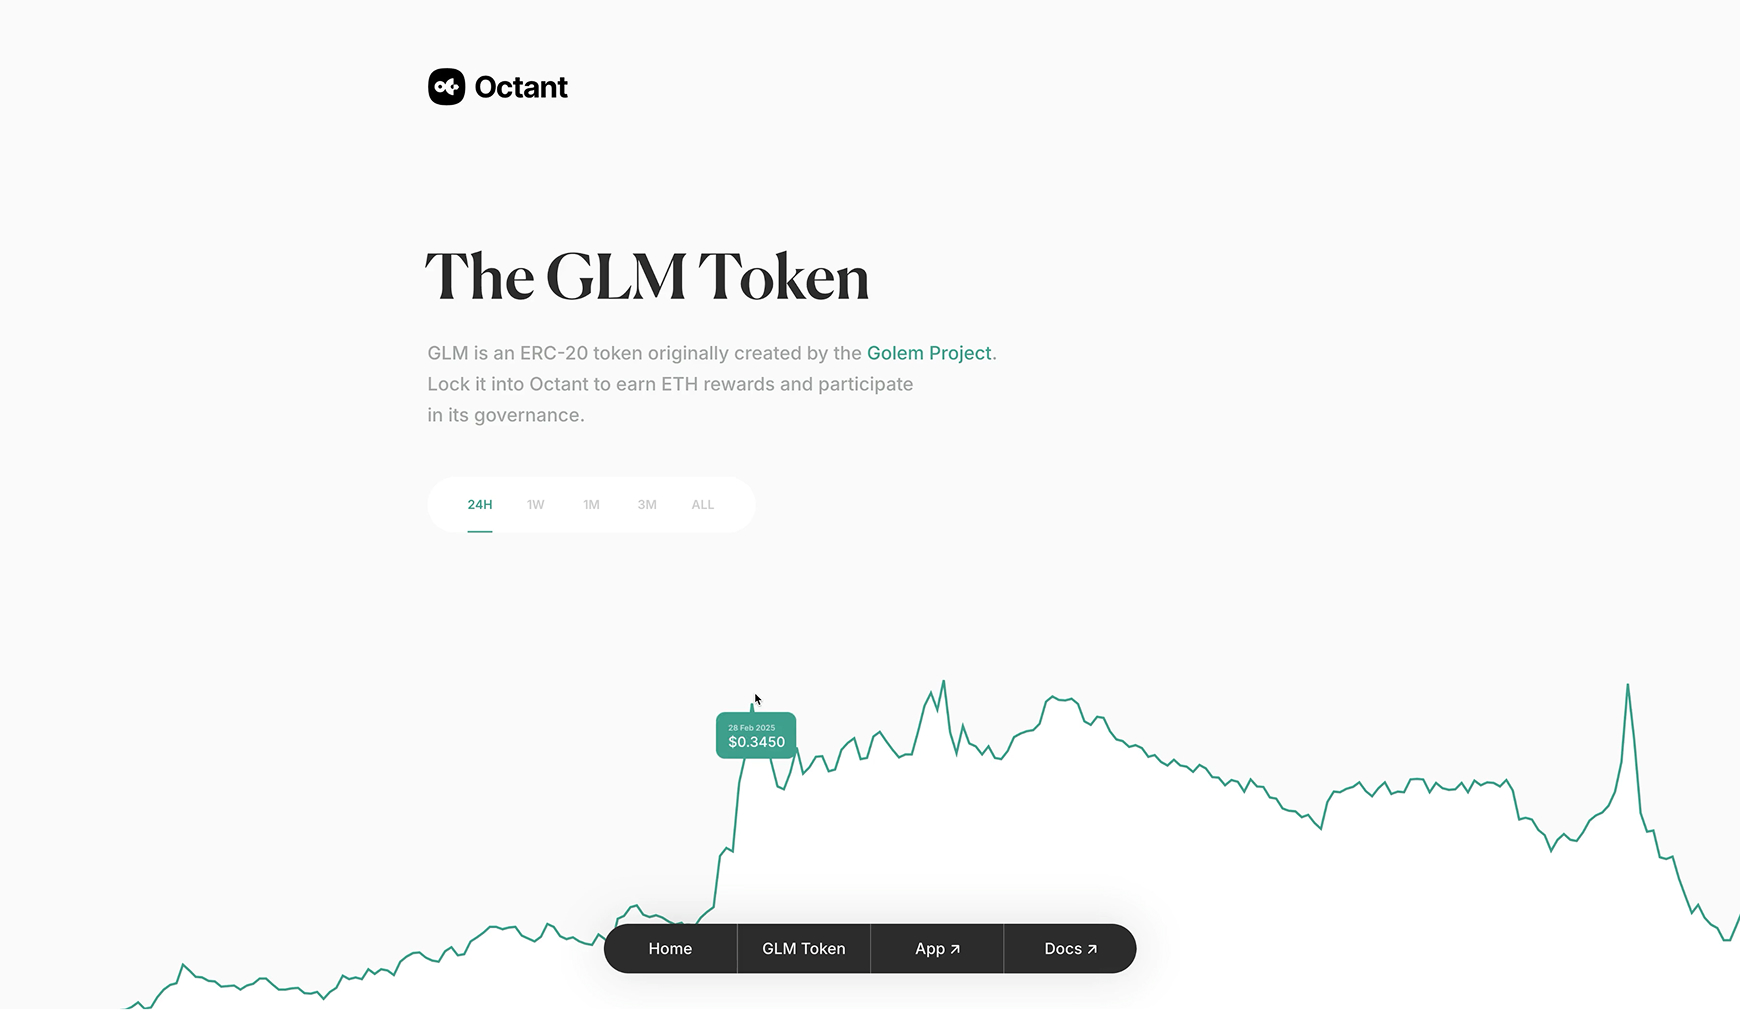 Octant
The GLM Token
GLM is an ERC-20 token originally created by the Golem Project.
Lock it into Octant to earn ETH rewards and participate
in its governance.
24H 1W 1M 3M ALL
28 Feb 2025
$0.3450
Home GLM Token App ↗ Docs ↗